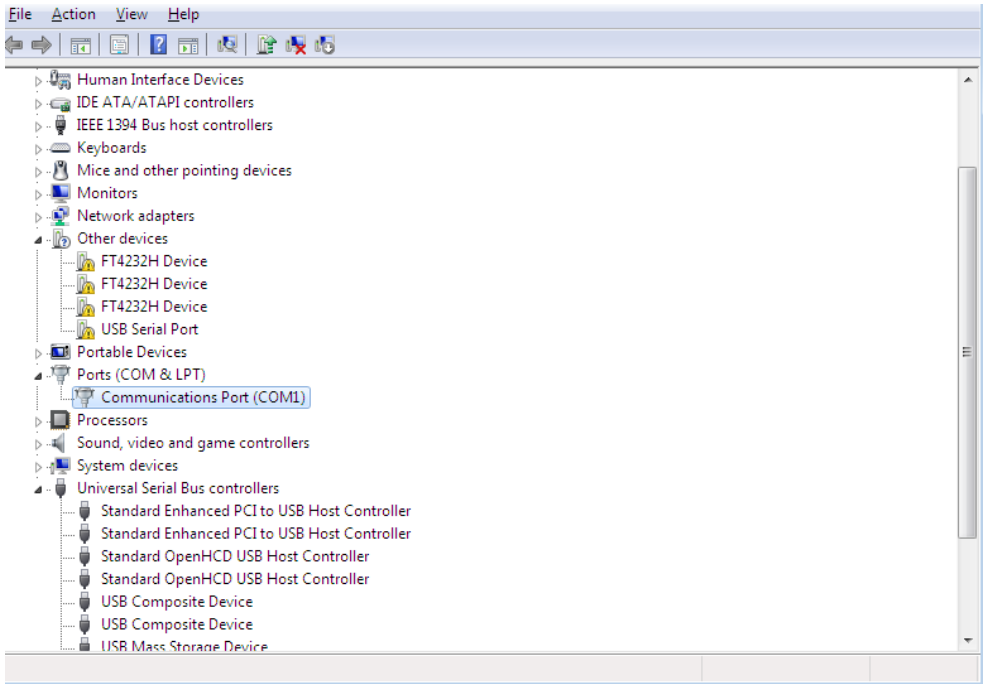 File Action View Help
Human Interface Devices
IDE ATA/ATAPI controllers
IEEE 1394 Bus host controllers
Keyboards
Mice and other pointing devices
Monitors
Network adapters
Other devices
FT4232H Device
FT4232H Device
FT4232H Device
USB Serial Port
Portable Devices
Ports (COM & LPT)
Communications Port (COM1)
Processors
Sound, video and game controllers
System devices
Universal Serial Bus controllers
Standard Enhanced PCI to USB Host Controller
Standard Enhanced PCI to USB Host Controller
Standard OpenHCD USB Host Controller
Standard OpenHCD USB Host Controller
USB Composite Device
USB Composite Device
USB Mass Storage Device